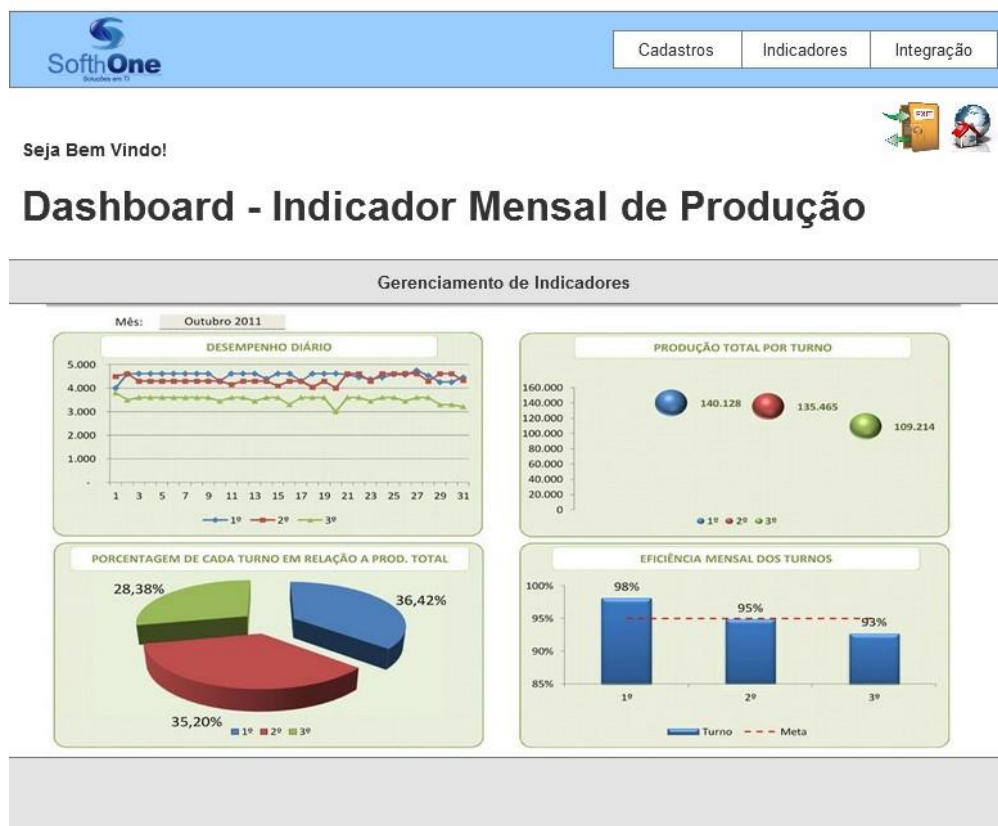 SofthOne
Soluções em TI
Cadastros Indicadores Integração
EXIT
Seja Bem Vindo!
Dashboard - Indicador Mensal de Produção
Gerenciamento de Indicadores
Mês: Outubro 2011
DESEMPENHO DIÁRIO
5.000
4.000
3.000
2.000
1.000
-
1 3 5 7 9 11 13 15 17 19 21 23 25 27 29 31
1º 2º 3º
PRODUÇÃO TOTAL POR TURNO
160.000
140.000
120.000
100.000
80.000
60.000
40.000
20.000
0
140.128
135.465
109.214
1º 2º 3º
PORCENTAGEM DE CADA TURNO EM RELAÇÃO A PROD. TOTAL
28,38%
36,42%
35,20%
1º 2º 3º
EFICIÊNCIA MENSAL DOS TURNOS
100%
95%
90%
85%
98%
95%
93%
1º 2º 3º
Turno Meta